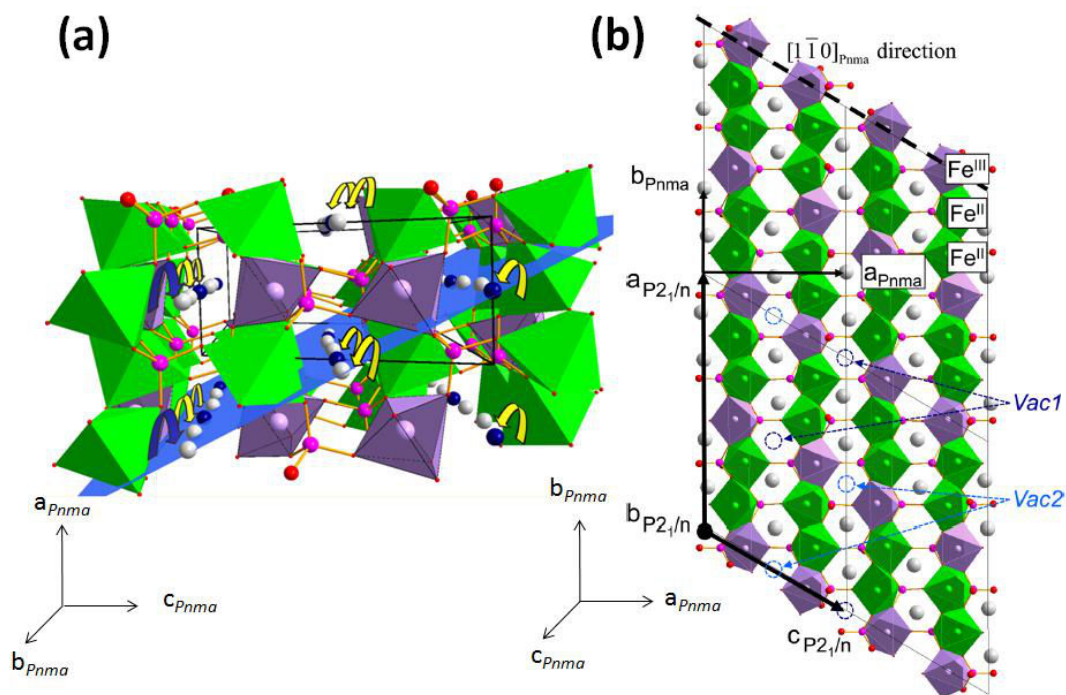 (a)
(b)
[1 1̄ 0]Pnma direction
FeIII
bPnma
FeII
FeII
aP21/n
aPnma
Vac1
Vac2
bP21/n
cP21/n
aPnma
cPnma
bPnma
bPnma
aPnma
cPnma